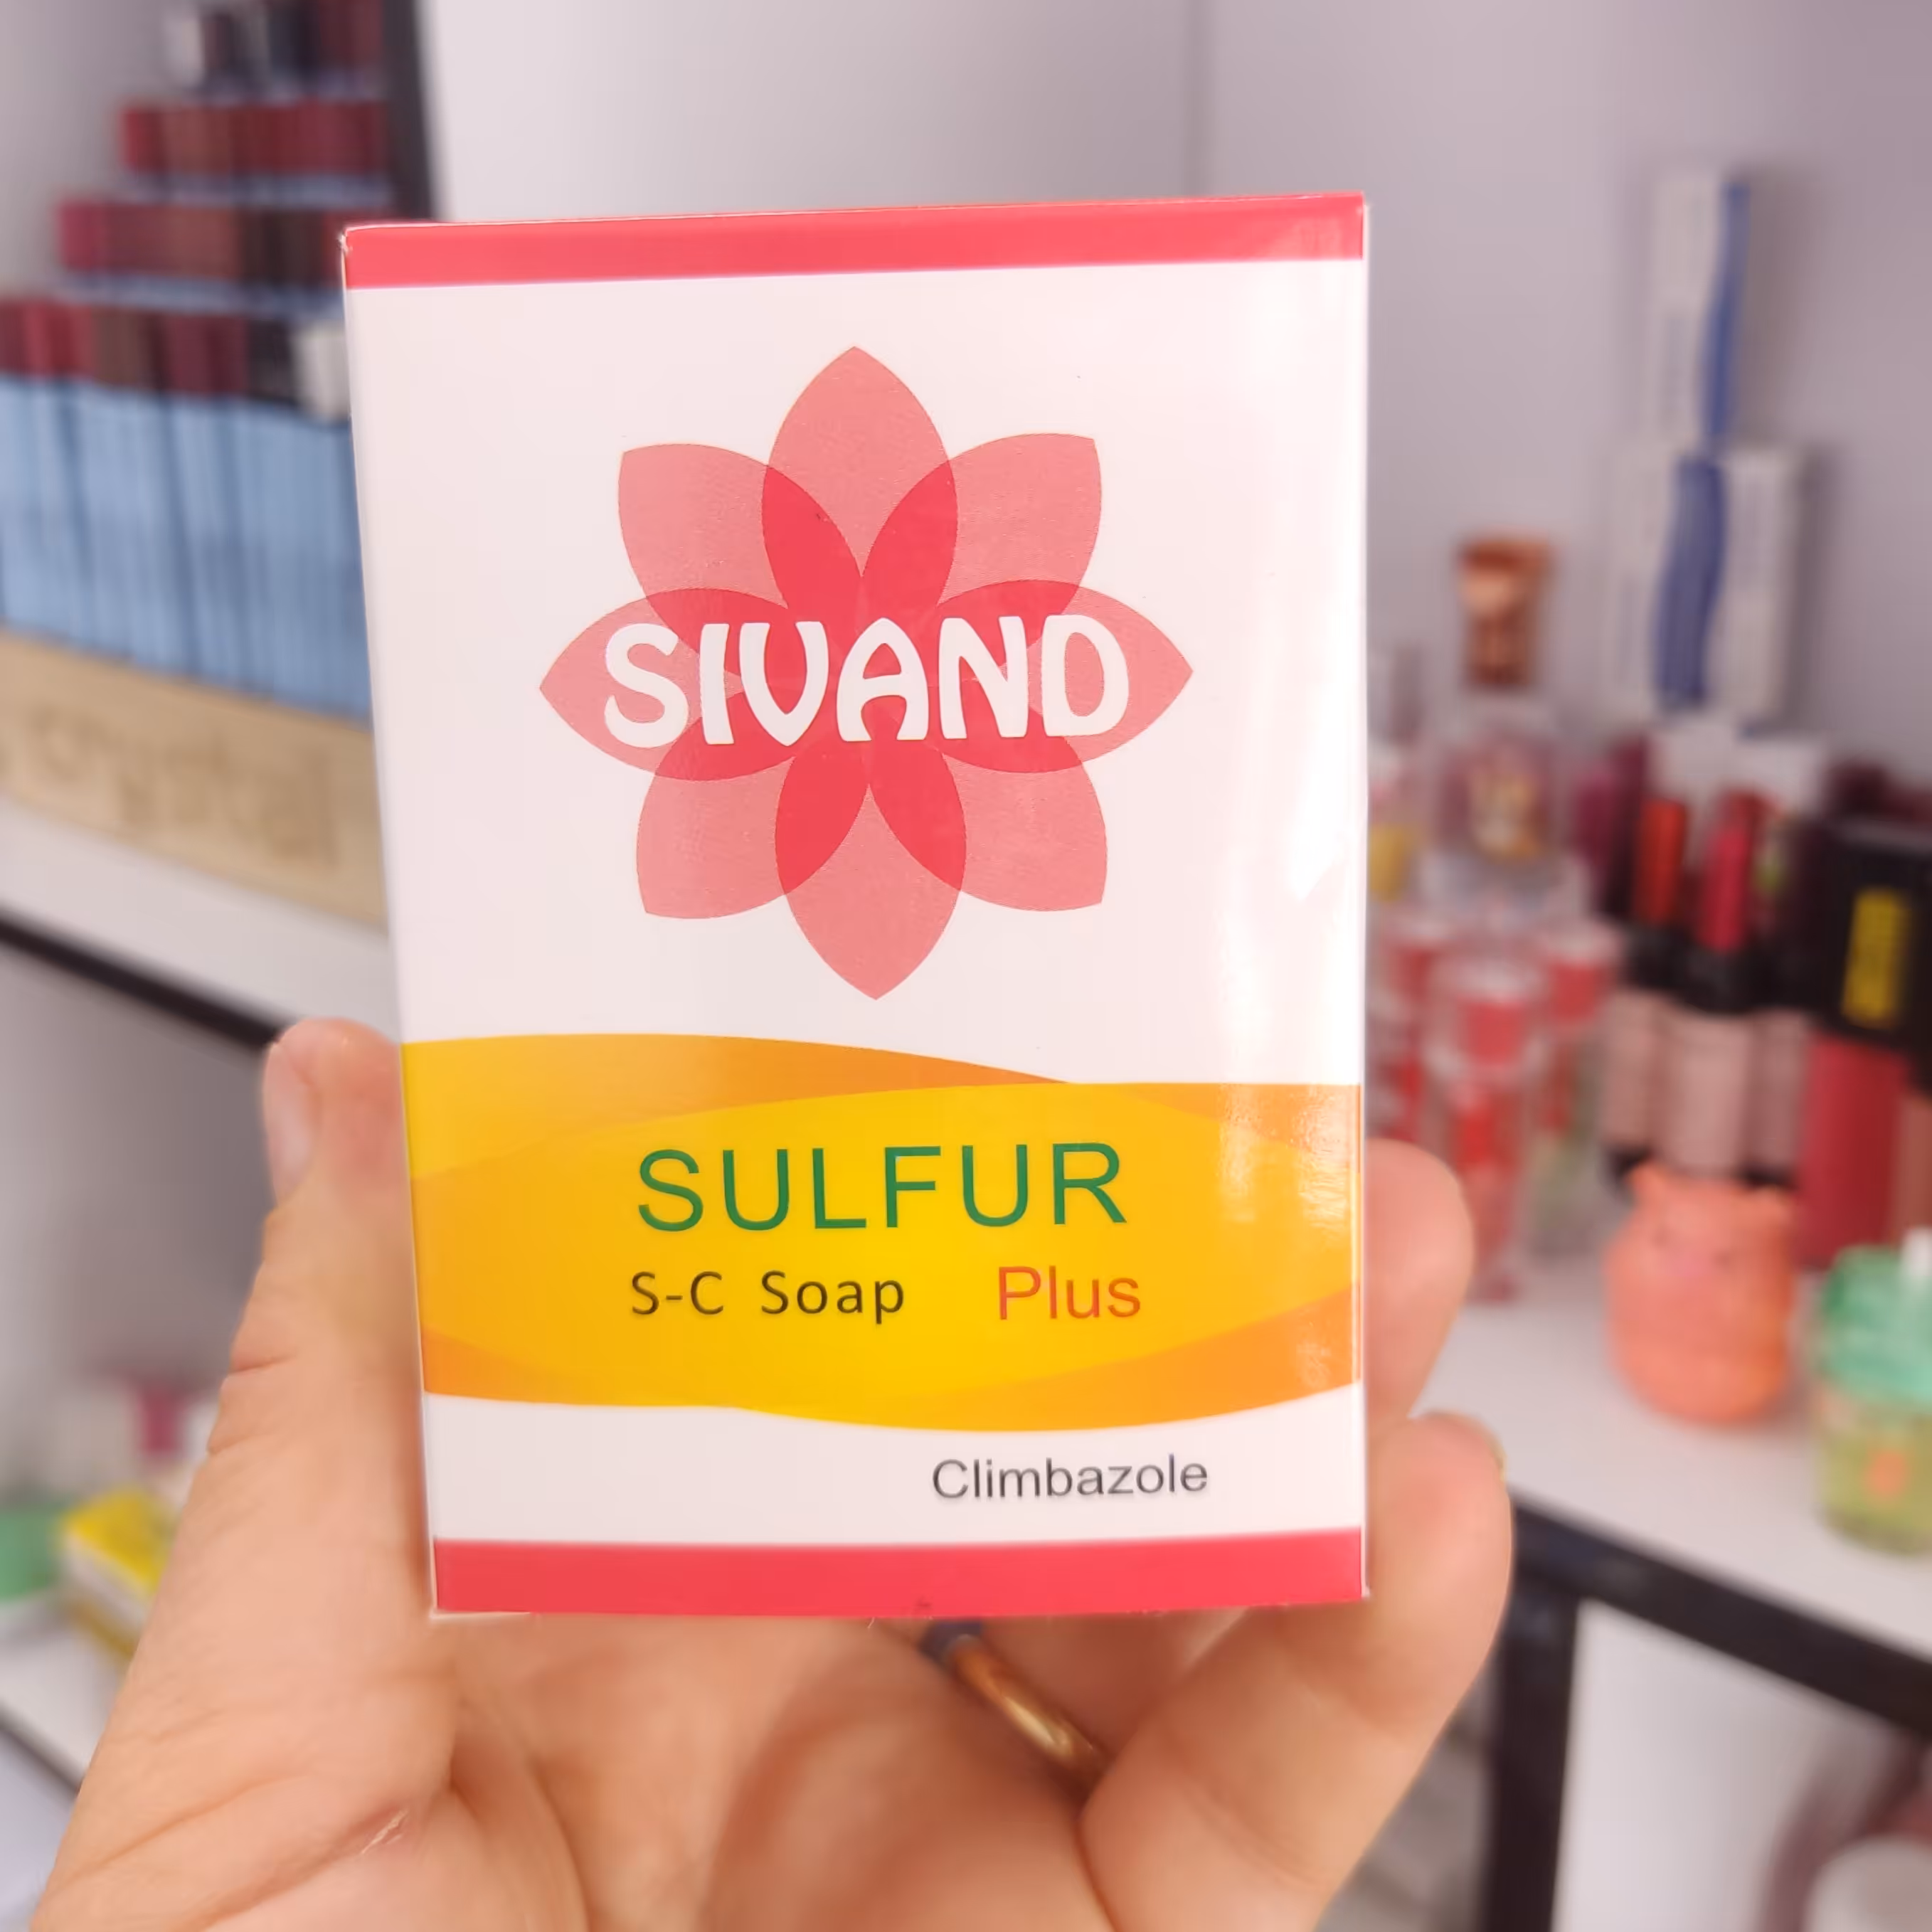 SIVAND
SULFUR
S-C Soap Plus
Climbazole